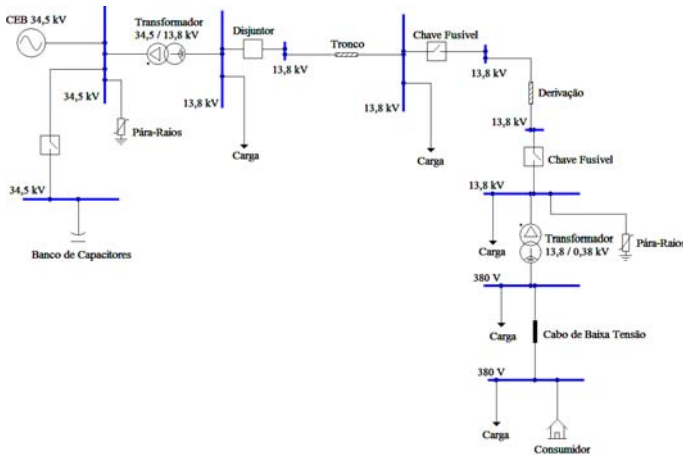 CEB 34,5 kV
Transformador
34,5 / 13,8 kV
Disjuntor
Tronco
Chave Fusível
13,8 kV
13,8 kV
Derivação
34,5 kV
13,8 kV
13,8 kV
13,8 kV
Pára-Raios
Carga
Carga
Chave Fusível
34,5 kV
13,8 kV
Banco de Capacitores
Carga
Transformador
13,8 / 0,38 kV
Pára-Raios
380 V
Carga
Cabo de Baixa Tensão
380 V
Carga
Consumidor